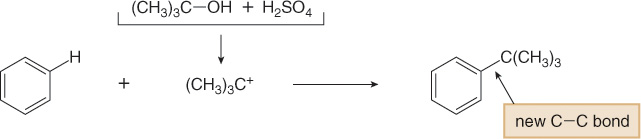 (CH₃)₃C−OH + H₂SO₄
H
+
(CH₃)₃C⁺
C(CH₃)₃
new C−C bond